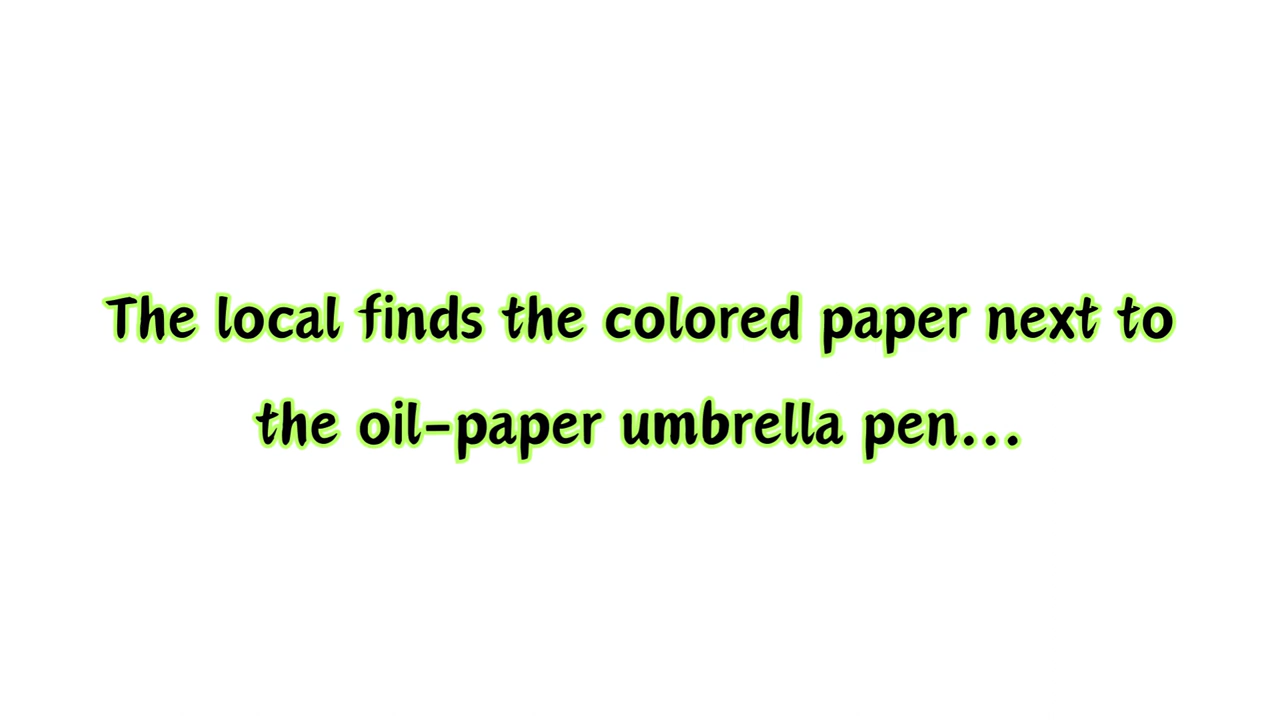 The local finds the colored paper next to
the oil-paper umbrella pen...